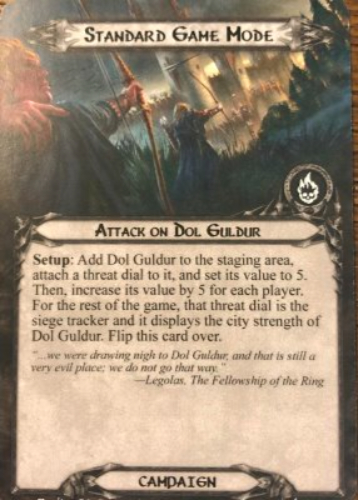 STANDARD GAME MODE
ATTACK ON DOL GULDUR
Setup: Add Dol Guldur to the staging area,
attach a threat dial to it, and set its value to 5.
Then, increase its value by 5 for each player.
For the rest of the game, that threat dial is the
siege tracker and it displays the city strength of
Dol Guldur. Flip this card over.
"...we were drawing nigh to Dol Guldur, and that is still a
very evil place; we do not go that way."
—Legolas, The Fellowship of the Ring
CAMPAIGN